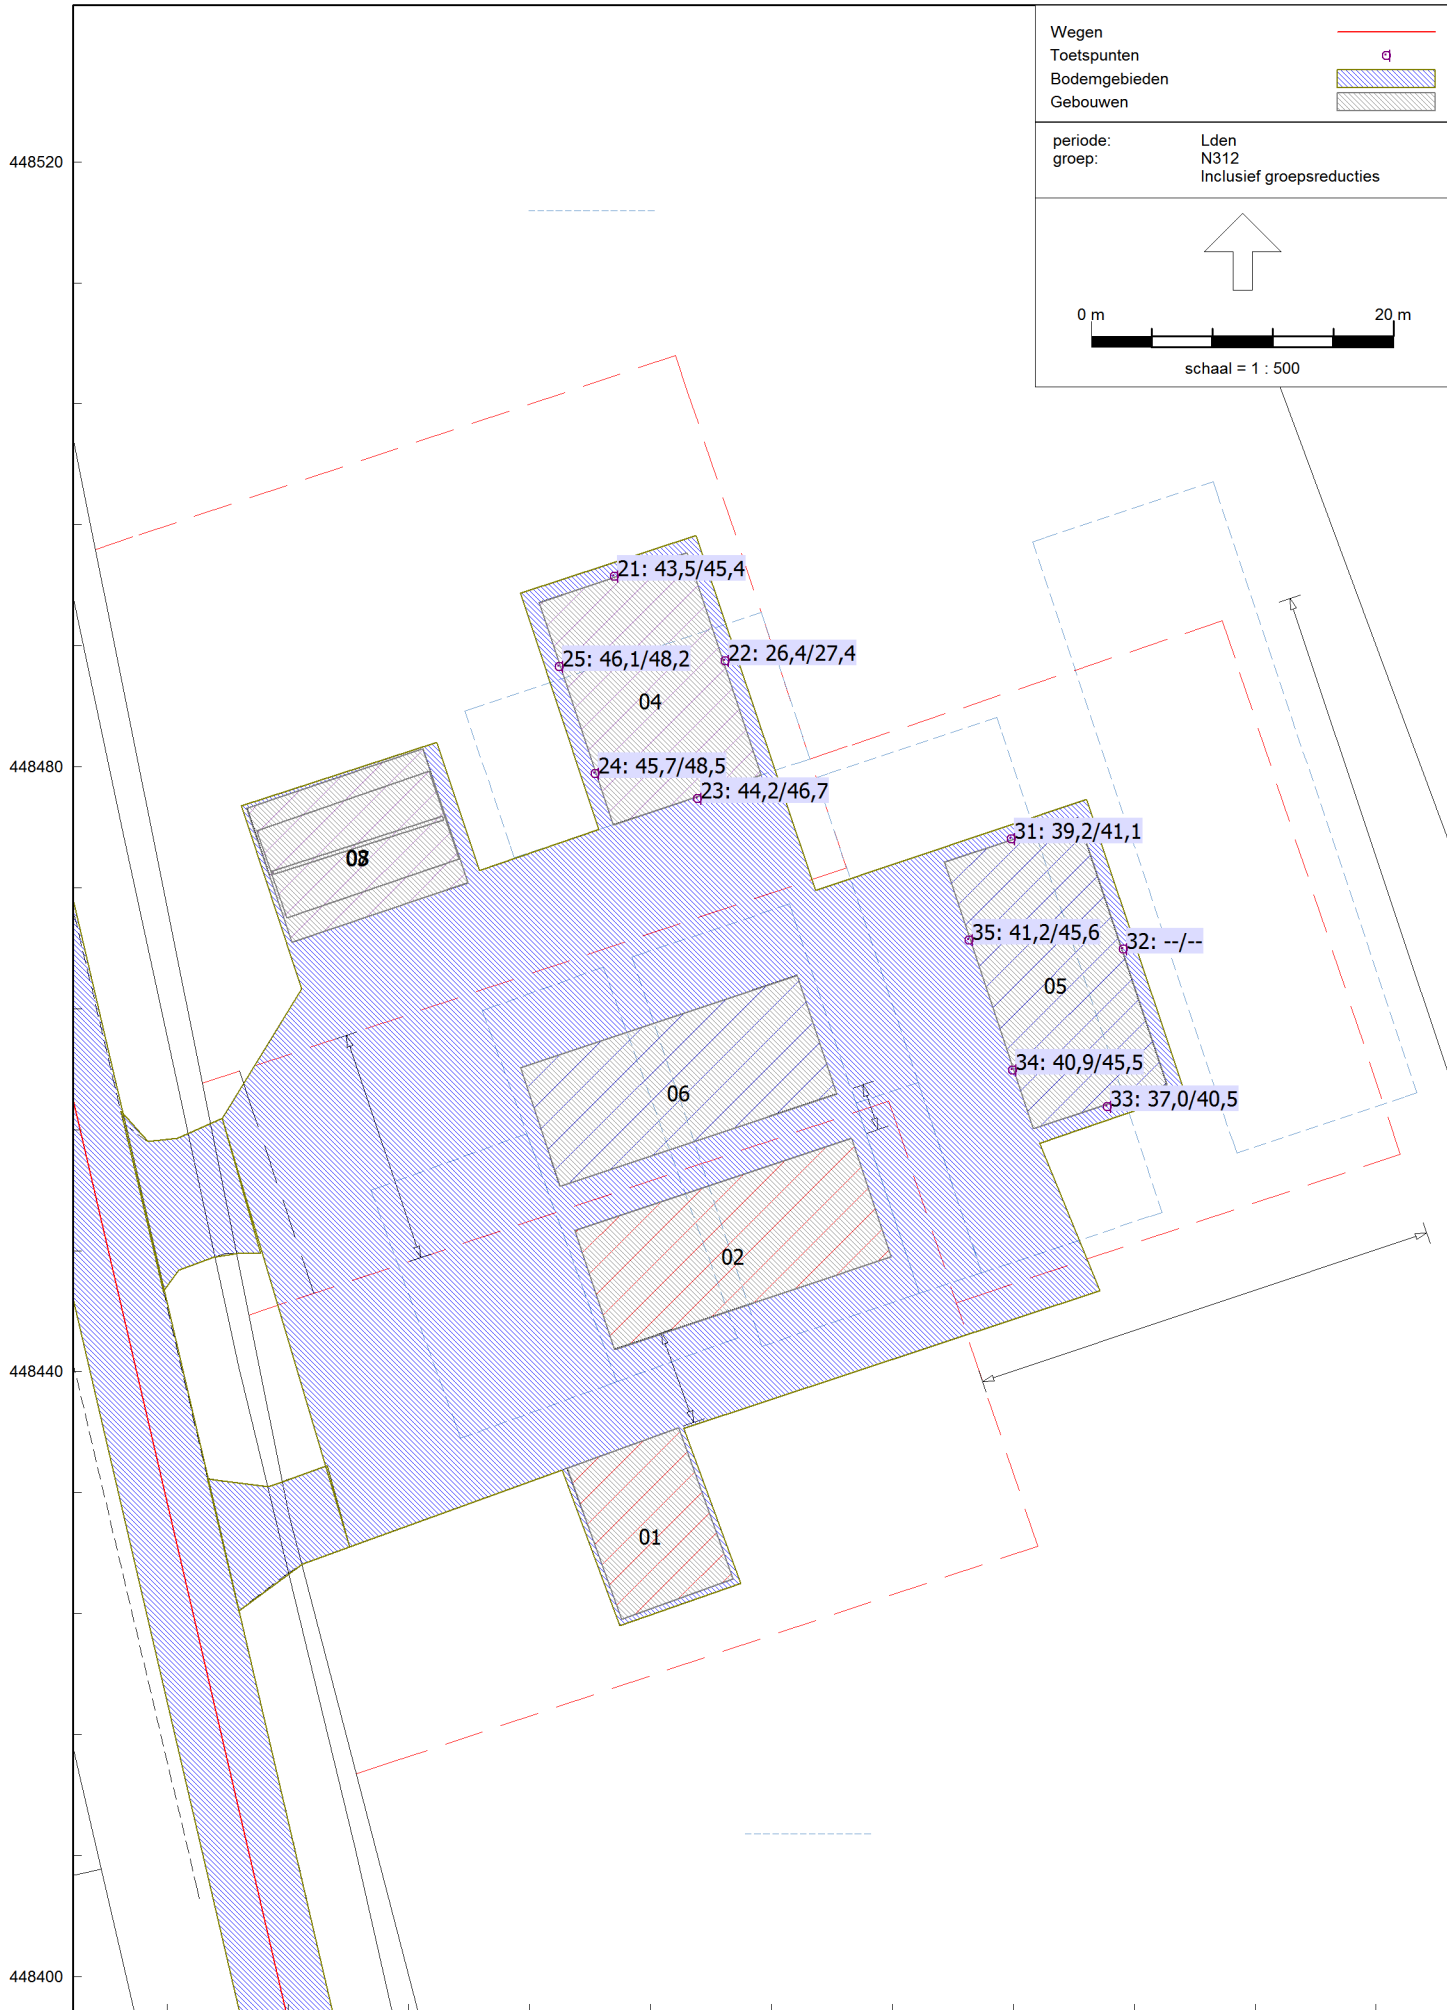 Wegen
Toetspunten
Bodemgebieden
Gebouwen
periode: Lden
groep: N312
Inclusief groepsreducties
0 m 20 m
schaal = 1 : 500
448520
448480
448440
448400
21: 43,5/45,4
22: 26,4/27,4
25: 46,1/48,2
04
24: 45,7/48,5
23: 44,2/46,7
31: 39,2/41,1
35: 41,2/45,6
32: --/--
05
34: 40,9/45,5
33: 37,0/40,5
06
02
01